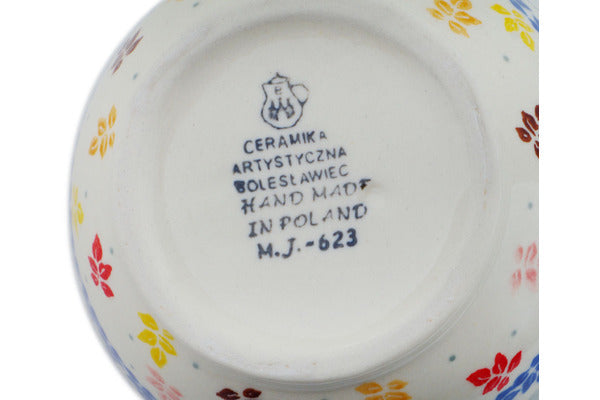 CERAMIKA
ARTYSTYCZNA
BOLESŁAWIEC
HAND MADE
IN POLAND
M.J.-623